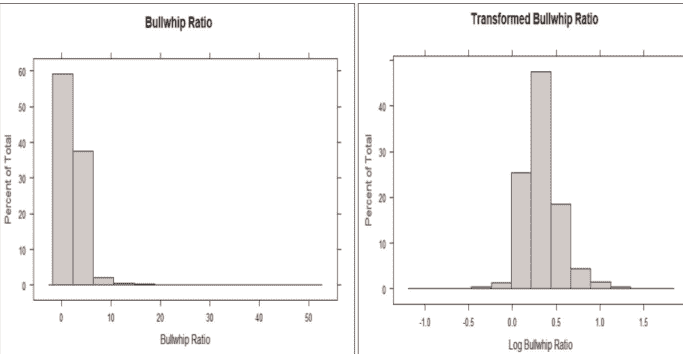 Bullwhip Ratio
Percent of Total
60
50
40
30
20
10
0
0 10 20 30 40 50
Bullwhip Ratio
Transformed Bullwhip Ratio
Percent of Total
40
30
20
10
0
-1.0 -0.5 0.0 0.5 1.0 1.5
Log Bullwhip Ratio